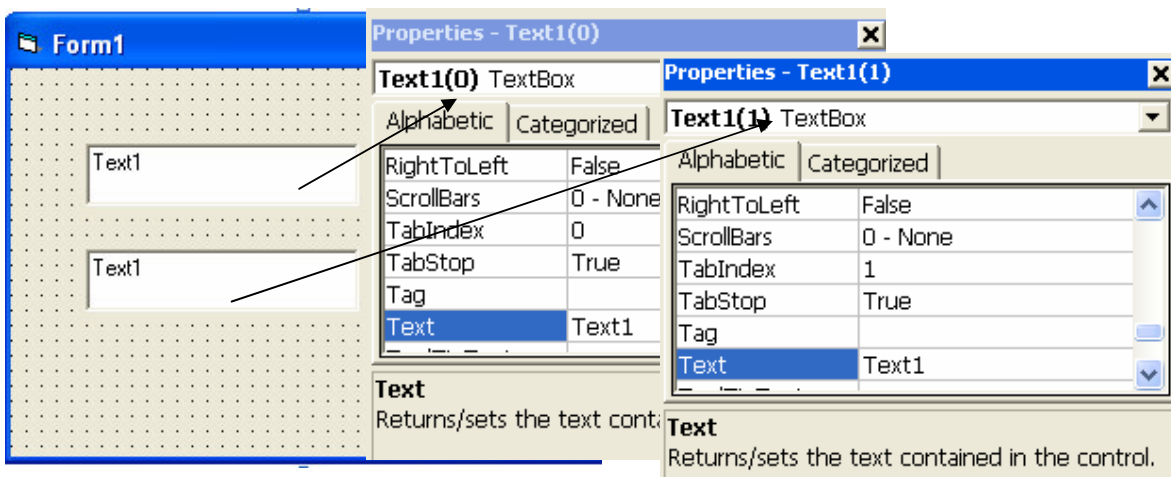 Form1
Text1
Text1
Properties - Text1(0)
Text1(0) TextBox
Alphabetic Categorized
RightToLeft False
ScrollBars 0 - None
TabIndex 0
TabStop True
Tag
Text Text1
Text
Returns/sets the text
Properties - Text1(1)
Text1(1) TextBox
Alphabetic Categorized
RightToLeft False
ScrollBars 0 - None
TabIndex 1
TabStop True
Tag
Text Text1
Text
Returns/sets the text contained in the control.